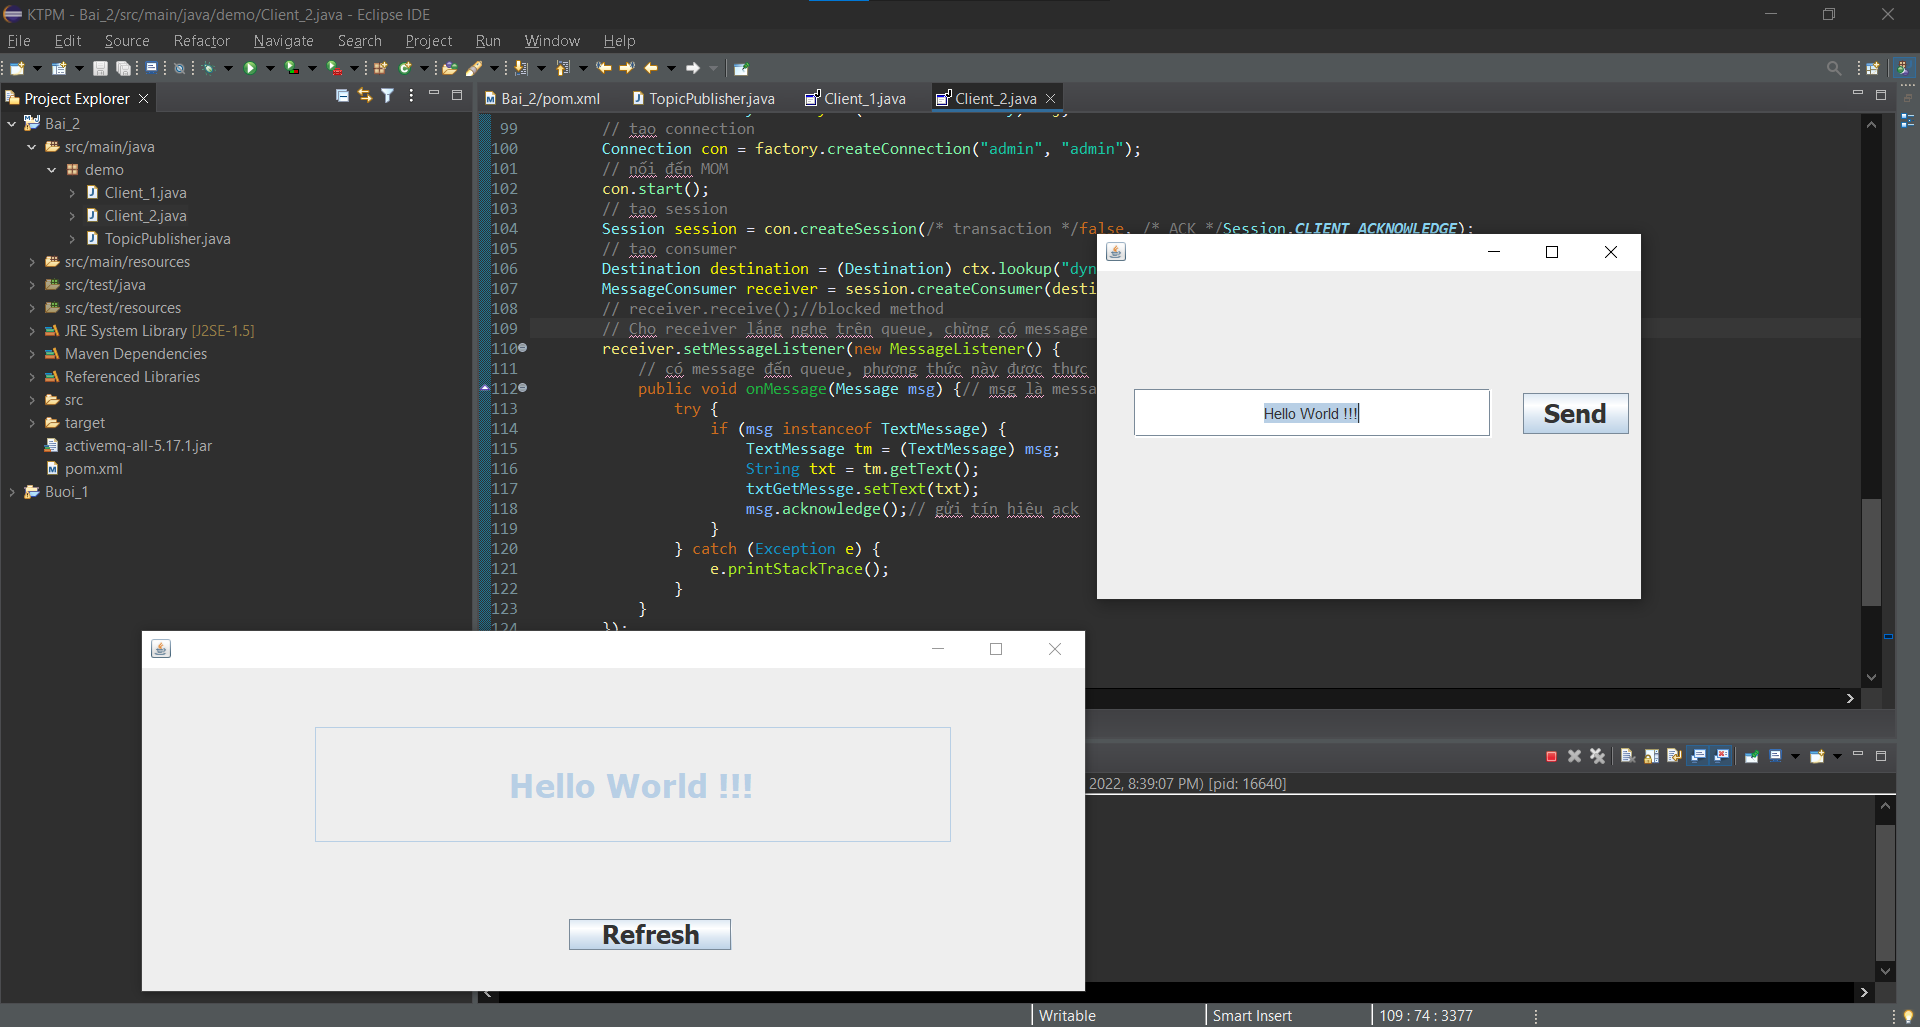 KTPM - Bai_2/src/main/java/demo/Client_2.java - Eclipse IDE
File Edit Source Refactor Navigate Search Project Run Window Help
Project Explorer
Bai_2/pom.xml TopicPublisher.java Client_1.java Client_2.java
Bai_2
src/main/java
demo
Client_1.java
Client_2.java
TopicPublisher.java
src/main/resources
src/test/java
src/test/resources
JRE System Library [J2SE-1.5]
Maven Dependencies
Referenced Libraries
src
target
activemq-all-5.17.1.jar
pom.xml
Buoi_1
99 // tạo connection
100 Connection con = factory.createConnection("admin", "admin");
101 // nối đến MOM
102 con.start();
103 // tạo session
104 Session session = con.createSession(/* transaction */false, /* ACK */Session.CLIENT_ACKNOWLEDGE);
105 // tạo consumer
106 Destination destination = (Destination) ctx.lookup("dyn
107 MessageConsumer receiver = session.createConsumer(desti
108 // receiver.receive();//blocked method
109 // Cho receiver lắng nghe trên queue, chừng có message
110 receiver.setMessageListener(new MessageListener() {
111 // có message đến queue, phương thức này được thực
112 public void onMessage(Message msg) {// msg là messa
113 try {
114 if (msg instanceof TextMessage) {
115 TextMessage tm = (TextMessage) msg;
116 String txt = tm.getText();
117 txtGetMessge.setText(txt);
118 msg.acknowledge();// gửi tín hiệu ack
119 }
120 } catch (Exception e) {
121 e.printStackTrace();
122 }
123 }
124 });
Hello World !!!
Send
Hello World !!!
Refresh
2022, 8:39:07 PM) [pid: 16640]
Writable Smart Insert 109 : 74 : 3377